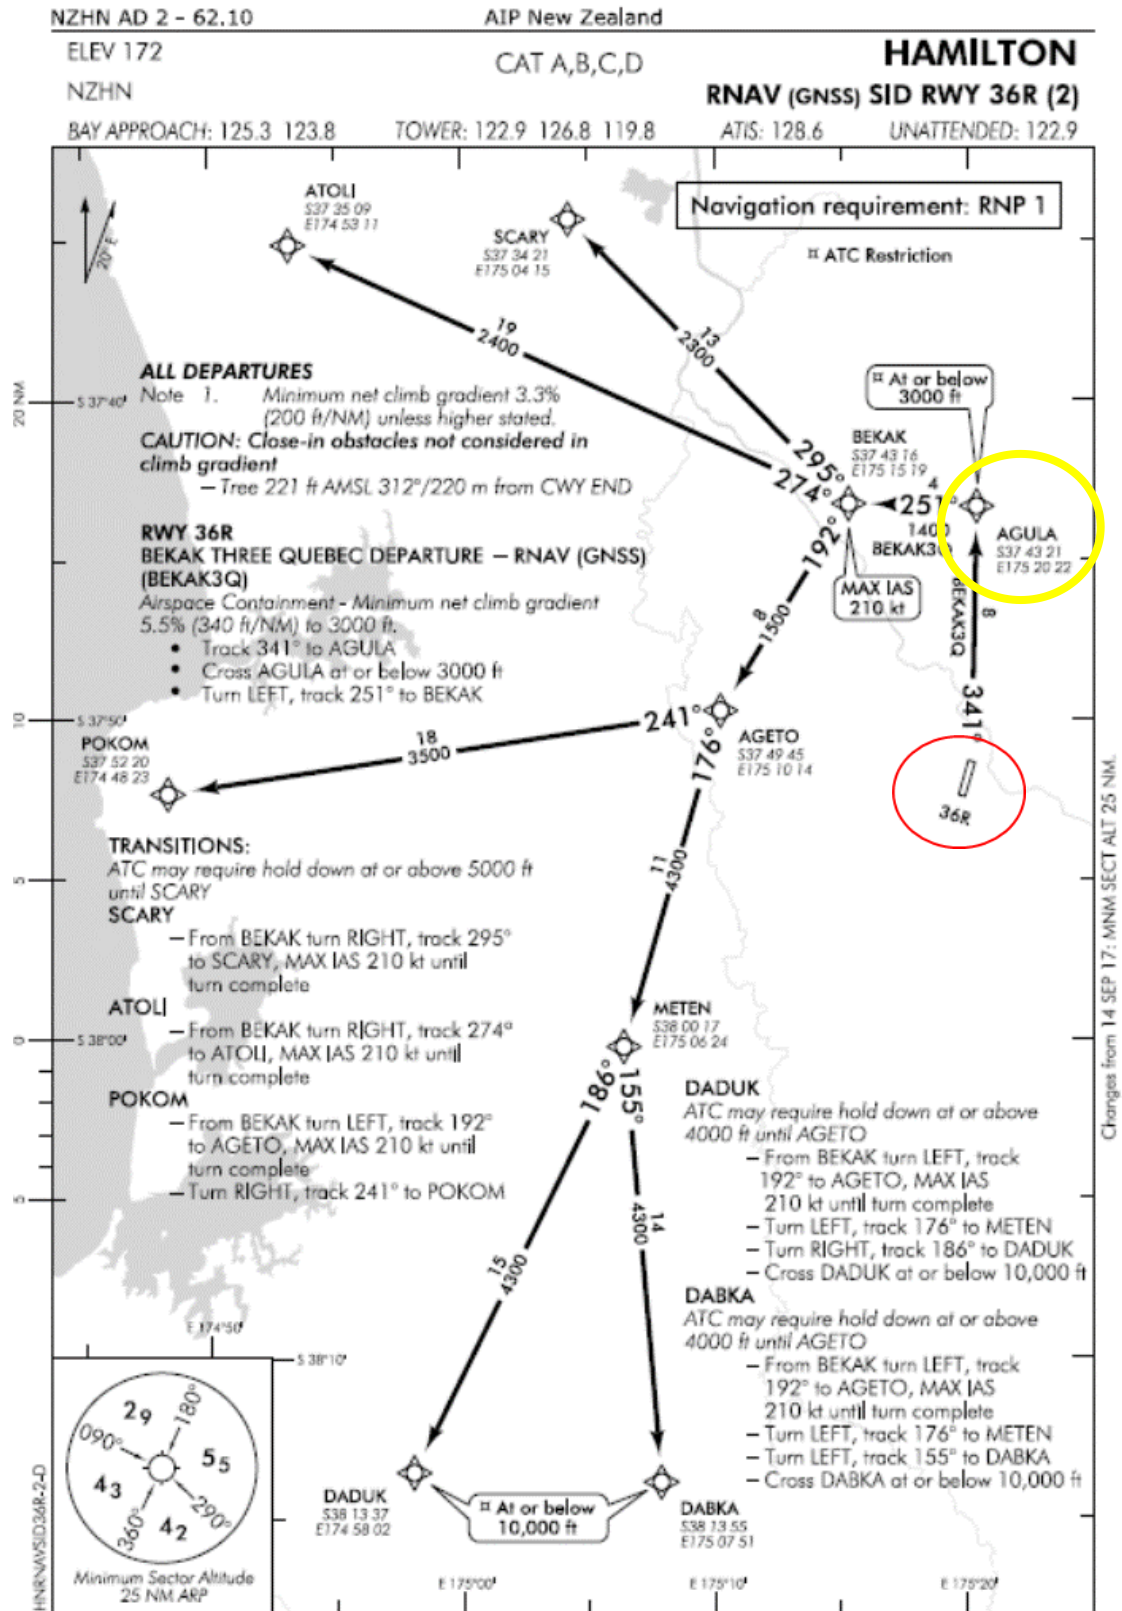 NZHN AD 2 - 62.10
AIP New Zealand
ELEV 172
CAT A,B,C,D
HAMILTON
NZHN
RNAV (GNSS) SID RWY 36R (2)
BAY APPROACH: 125.3 123.8
TOWER: 122.9 126.8 119.8
ATIS: 128.6
UNATTENDED: 122.9
20° E
ATOLI
S37 35 09
E174 53 11
SCARY
S37 34 21
E175 04 15
Navigation requirement: RNP 1
¤ ATC Restriction
19
2400
13
2300
ALL DEPARTURES
Note 1. Minimum net climb gradient 3.3%
(200 ft/NM) unless higher stated.
CAUTION: Close-in obstacles not considered in
climb gradient
– Tree 221 ft AMSL 312°/220 m from CWY END
¤ At or below
3000 ft
BEKAK
S37 43 16
E175 15 19
295°
274°
192°
4
251°
1400
BEKAK3Q
AGULA
S37 43 21
E175 20 22
MAX IAS
210 kt
BEKAK3Q
8
341°
36R
RWY 36R
BEKAK THREE QUEBEC DEPARTURE – RNAV (GNSS)
(BEKAK3Q)
Airspace Containment - Minimum net climb gradient
5.5% (340 ft/NM) to 3000 ft.
• Track 341° to AGULA
• Cross AGULA at or below 3000 ft
• Turn LEFT, track 251° to BEKAK
8
1500
20 NM
10
5
0
5
S 37°40'
S 37°50'
S 38°00'
S 38°10'
POKOM
S37 52 20
E174 48 23
18
3500
241°
176°
AGETO
S37 49 45
E175 10 14
11
4300
TRANSITIONS:
ATC may require hold down at or above 5000 ft
until SCARY
SCARY
– From BEKAK turn RIGHT, track 295°
to SCARY, MAX IAS 210 kt until
turn complete
ATOLI
– From BEKAK turn RIGHT, track 274°
to ATOLI, MAX IAS 210 kt until
turn complete
POKOM
– From BEKAK turn LEFT, track 192°
to AGETO, MAX IAS 210 kt until
turn complete
– Turn RIGHT, track 241° to POKOM
METEN
S38 00 17
E175 06 24
186°
155°
15
4300
14
4300
DADUK
ATC may require hold down at or above
4000 ft until AGETO
– From BEKAK turn LEFT, track
192° to AGETO, MAX IAS
210 kt until turn complete
– Turn LEFT, track 176° to METEN
– Turn RIGHT, track 186° to DADUK
– Cross DADUK at or below 10,000 ft
DABKA
ATC may require hold down at or above
4000 ft until AGETO
– From BEKAK turn LEFT, track
192° to AGETO, MAX IAS
210 kt until turn complete
– Turn LEFT, track 176° to METEN
– Turn LEFT, track 155° to DABKA
– Cross DABKA at or below 10,000 ft
DADUK
S38 13 37
E174 58 02
¤ At or below
10,000 ft
DABKA
S38 13 55
E175 07 51
E 174°50'
E 175°00'
E 175°10'
E 175°20'
29
180°
090°
55
43
290°
360°
42
Minimum Sector Altitude
25 NM ARP
HNRNAVSID36R-2-D
Changes from 14 SEP 17: MNM SECT ALT 25 NM.